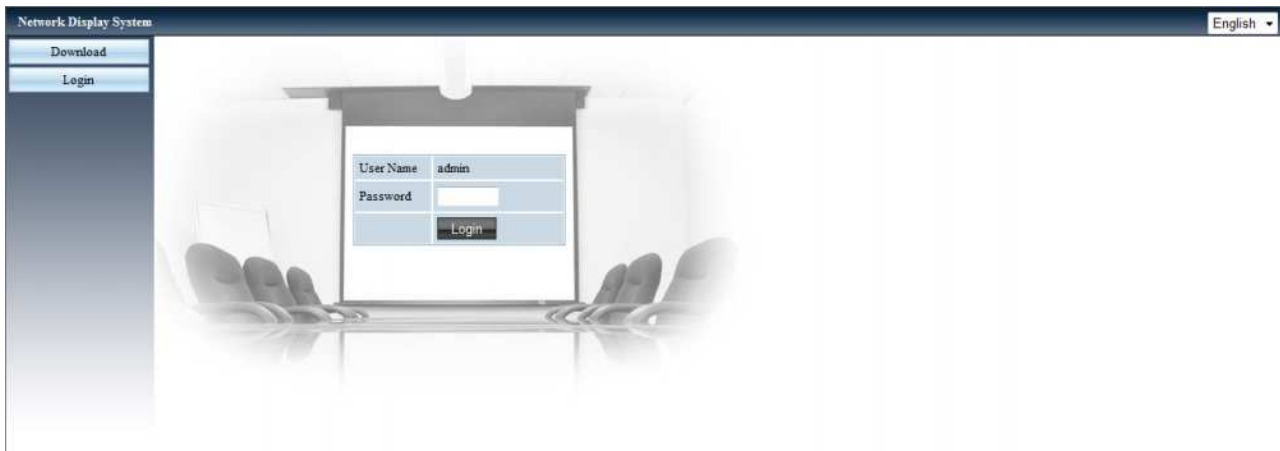 Network Display System
English
Download
Login
User Name admin
Password
Login